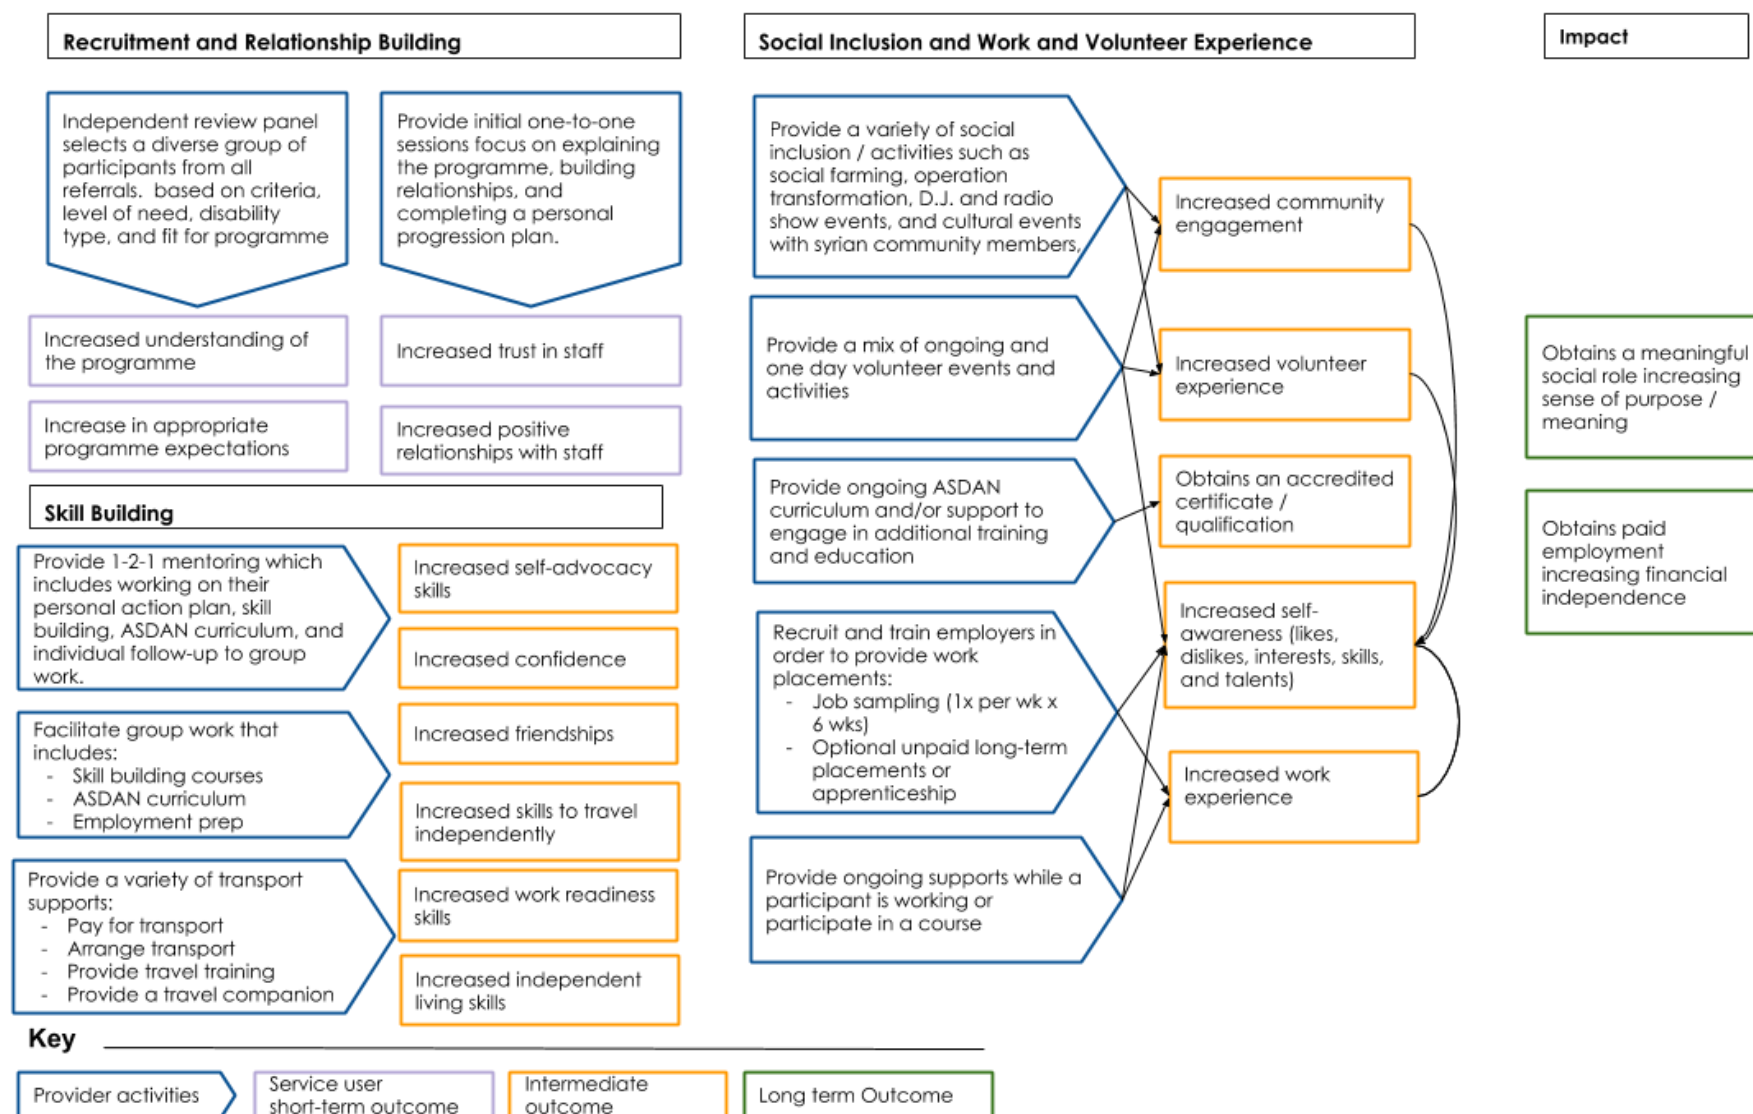 Recruitment and Relationship Building
Independent review panel
selects a diverse group of
participants from all
referrals. based on criteria,
level of need, disability
type, and fit for programme
Provide initial one-to-one
sessions focus on explaining
the programme, building
relationships, and
completing a personal
progression plan.
Increased understanding of
the programme
Increased trust in staff
Increase in appropriate
programme expectations
Increased positive
relationships with staff
Skill Building
Provide 1-2-1 mentoring which
includes working on their
personal action plan, skill
building, ASDAN curriculum, and
individual follow-up to group
work.
Facilitate group work that
includes:
- Skill building courses
- ASDAN curriculum
- Employment prep
Provide a variety of transport
supports:
- Pay for transport
- Arrange transport
- Provide travel training
- Provide a travel companion
Increased self-advocacy
skills
Increased confidence
Increased friendships
Increased skills to travel
independently
Increased work readiness
skills
Increased independent
living skills
Social Inclusion and Work and Volunteer Experience
Provide a variety of social
inclusion / activities such as
social farming, operation
transformation, D.J. and radio
show events, and cultural events
with syrian community members,
Provide a mix of ongoing and
one day volunteer events and
activities
Provide ongoing ASDAN
curriculum and/or support to
engage in additional training
and education
Recruit and train employers in
order to provide work
placements:
- Job sampling (1x per wk x
6 wks)
- Optional unpaid long-term
placements or
apprenticeship
Provide ongoing supports while a
participant is working or
participate in a course
Increased community
engagement
Increased volunteer
experience
Obtains an accredited
certificate /
qualification
Increased self-
awareness (likes,
dislikes, interests, skills,
and talents)
Increased work
experience
Impact
Obtains a meaningful
social role increasing
sense of purpose /
meaning
Obtains paid
employment
increasing financial
independence
Key
Provider activities
Service user
short-term outcome
Intermediate
outcome
Long term Outcome